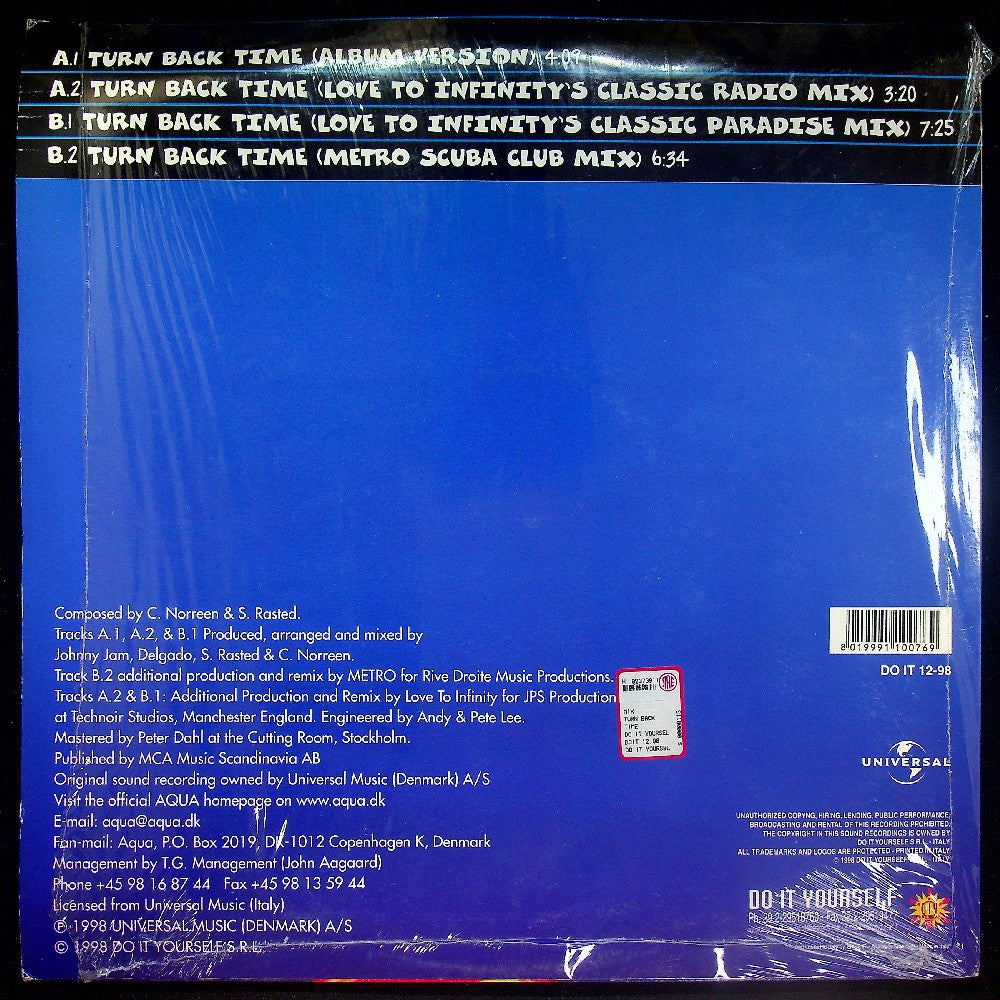 A.1 TURN BACK TIME (ALBUM VERSION) 4:09
A.2 TURN BACK TIME (LOVE TO INFINITY'S CLASSIC RADIO MIX) 3:20
B.1 TURN BACK TIME (LOVE TO INFINITY'S CLASSIC PARADISE MIX) 7:25
B.2 TURN BACK TIME (METRO SCUBA CLUB MIX) 6:34
Composed by C. Norreen & S. Rasted.
Tracks A.1, A.2, & B.1 Produced, arranged and mixed by
Johnny Jam, Delgado, S. Rasted & C. Norreen.
Track B.2 additional production and remix by METRO for Rive Droite Music Productions.
Tracks A.2 & B.1: Additional Production and Remix by Love To Infinity for JPS Production
at Technoir Studios, Manchester England. Engineered by Andy & Pete Lee.
Mastered by Peter Dahl at the Cutting Room, Stockholm.
Published by MCA Music Scandinavia AB
Original sound recording owned by Universal Music (Denmark) A/S
Visit the official AQUA homepage on www.aqua.dk
E-mail: aqua@aqua.dk
Fan-mail: Aqua, P.O. Box 2019, DK-1012 Copenhagen K, Denmark
Management by T.G. Management (John Aagaard)
Phone +45 98 16 87 44 Fax +45 98 13 59 44
Licensed from Universal Music (Italy)
℗ 1998 UNIVERSAL MUSIC (DENMARK) A/S
© 1998 DO IT YOURSELF S.R.L.
MIX
TURN BACK
TIME
DO IT YOURSEL
DO IT YOURSEL
8 019991 100769
DO IT 12-98
UNIVERSAL
UNAUTHORIZED COPYNG, HIRING, LENDING, PUBLIC PERFORMANCE,
BROADCASTING AND RENTAL OF THIS RECORDING PROHIBITED.
THE COPYRIGHT IN THIS SOUND RECORDINGS IS OWNED BY
DO IT YOURSELF S.R.L. - ITALY
ALL TRADEMARKS AND LOGOS ARE PROTECTED - PRINTED IN ITALY
© 1998 DO IT YOURSELF S.R.L. - ITALY
DO IT YOURSELF